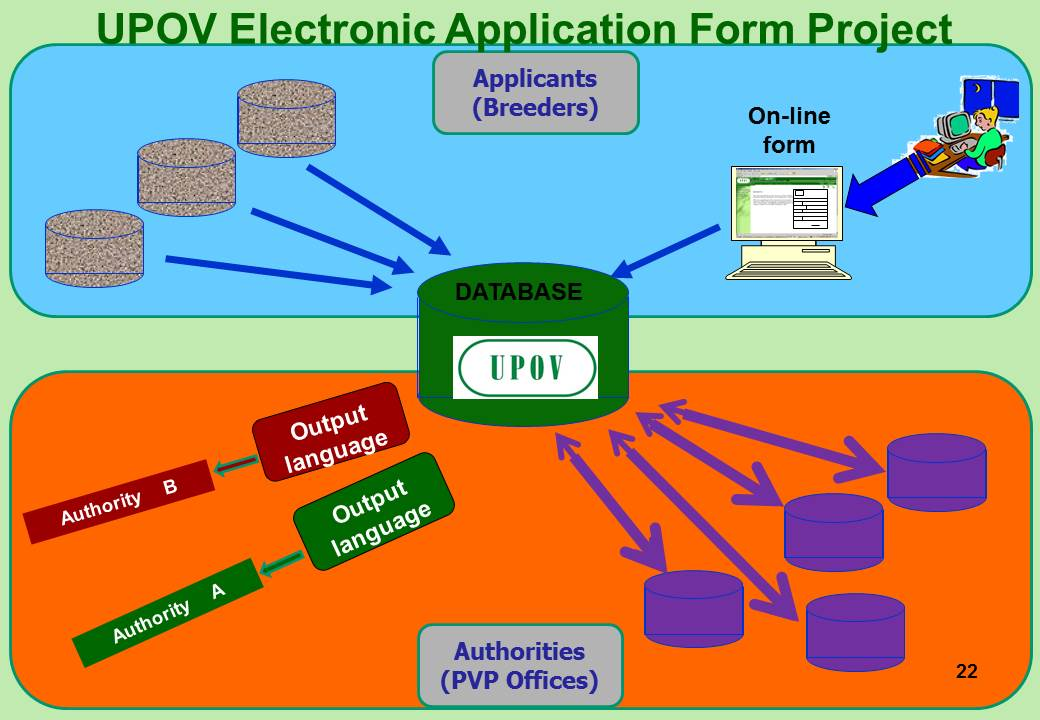 UPOV Electronic Application Form Project
Applicants
(Breeders)
On-line
form
DATABASE
UPOV
Output
language
Authority B
Output
language
Authority A
Authorities
(PVP Offices)
22